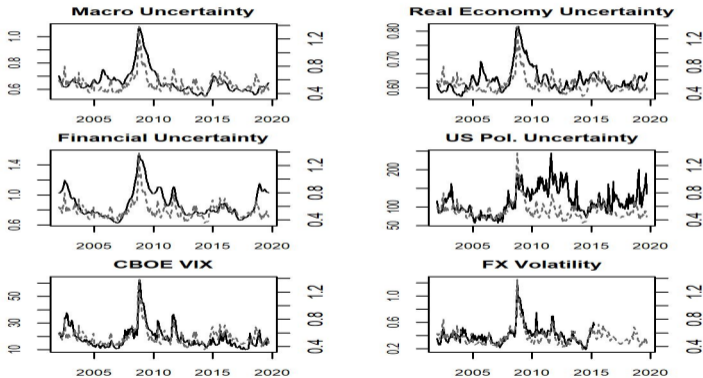 Macro Uncertainty
Real Economy Uncertainty
0.6 0.8 1.0
0.4 0.8 1.2
0.60 0.70 0.80
0.4 0.8 1.2
2005 2010 2015 2020
2005 2010 2015 2020
Financial Uncertainty
US Pol. Uncertainty
0.6 1.0 1.4
0.4 0.8 1.2
50 100 200
0.4 0.8 1.2
2005 2010 2015 2020
2005 2010 2015 2020
CBOE VIX
FX Volatility
10 30 50
0.4 0.8 1.2
0.2 0.6 1.0
0.4 0.8 1.2
2005 2010 2015 2020
2005 2010 2015 2020